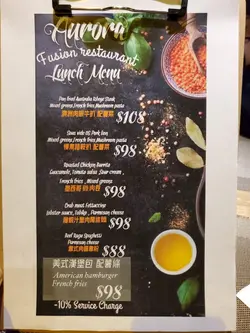 Aurora
Fusion restaurant
Lunch Menu
Pan fried Australia Ribeye Steak
Mixed greens, French fries, Mushroom pasta
$108
Sous vide US Pork loin
Mixed greens, French fries, Mushroom pasta
$98
Roasted Chicken Burrito
Guacamole, Tomato salsa, Sour cream,
French fries, Mixed greens
$98
Crab meat Fettuccine
Lobster sauce, Parmesan cheese
$98
Beef Ragu Spaghetti
Parmesan cheese
$88
美式漢堡包 配薯條
American hamburger
French fries
$98
-10% Service Charge